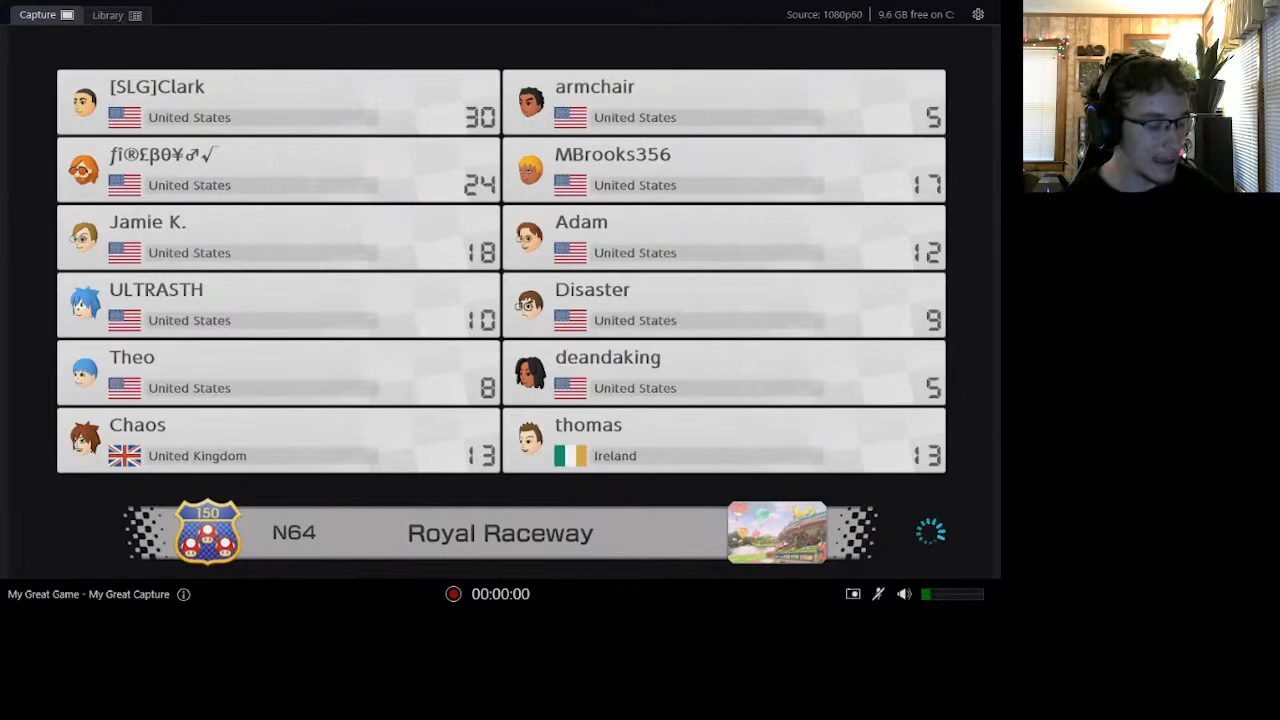 Capture
Library
Source: 1080p60
9.6 GB free on C:
[SLG]Clark
United States
30
armchair
United States
5
ƒî®£βθ¥♂√
United States
24
MBrooks356
United States
17
Jamie K.
United States
18
Adam
United States
12
ULTRASTH
United States
10
Disaster
United States
9
Theo
United States
8
deandaking
United States
5
Chaos
United Kingdom
13
thomas
Ireland
13
150
N64 Royal Raceway
My Great Game - My Great Capture
00:00:00